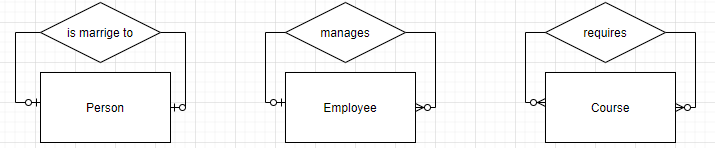 is marrige to
manages
requires
Person
Employee
Course